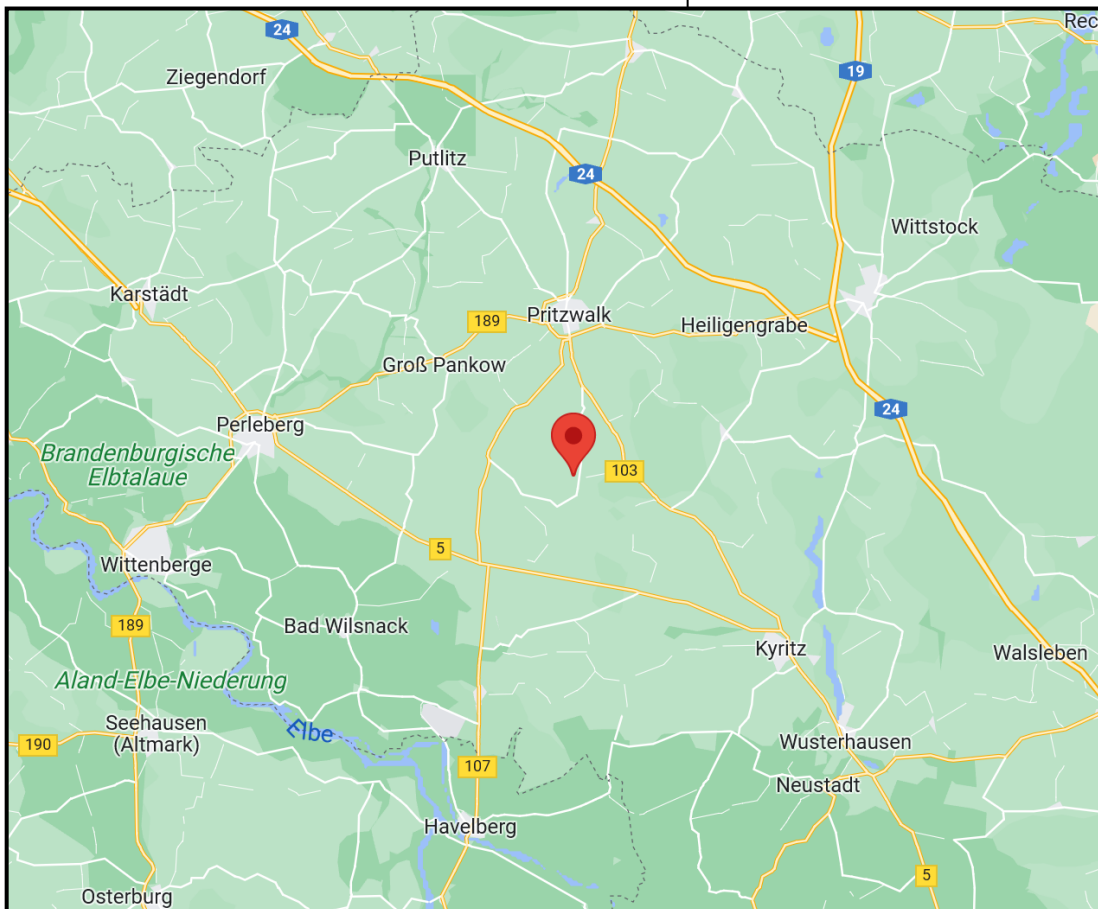 Rec
24
Ziegendorf
19
Putlitz
24
Wittstock
Karstädt
Pritzwalk
189
Heiligengrabe
Groß Pankow
24
Perleberg
Brandenburgische
Elbtalaue
103
5
Wittenberge
189
Bad Wilsnack
Kyritz
Walsleben
Aland-Elbe-Niederung
Seehausen
(Altmark)
Elbe
190
Wusterhausen
107
Neustadt
Havelberg
5
Osterburg